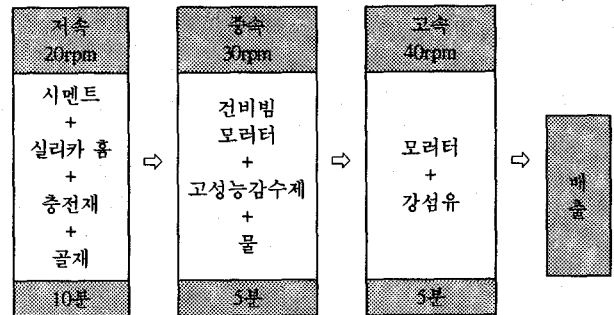 저속
20rpm
시멘트
+
실리카 흄
+
충전재
+
골재
10분
⇨
중속
30rpm
건비빔
모러터
+
고성능감수제
+
물
5분
⇨
고속
40rpm
모러터
+
강섬유
5분
⇨
배
출